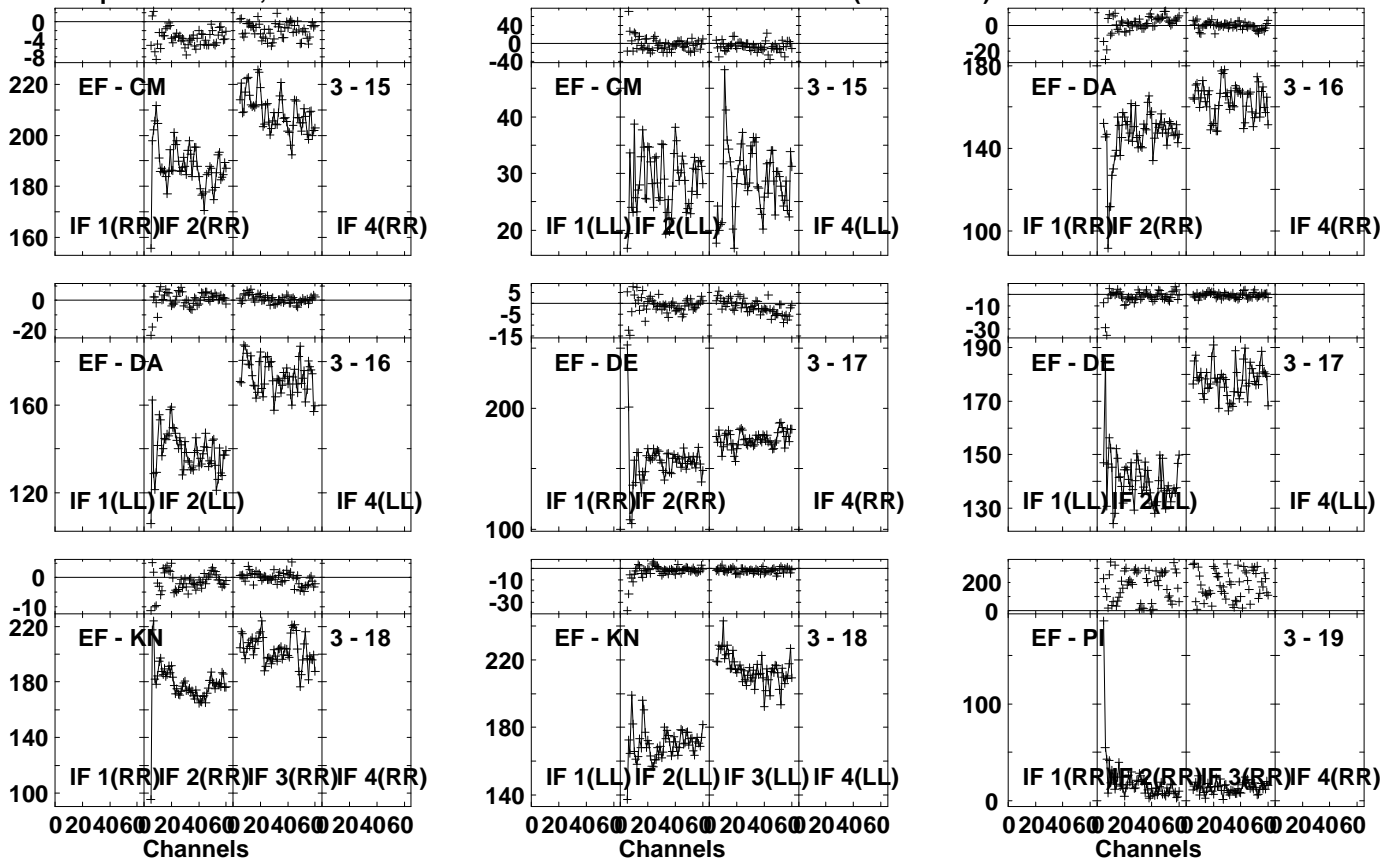 0 -4 -8
220 200 180 160
EF - CM 3 - 15
IF 1(RR) IF 2(RR) IF 4(RR)
40 0 -40
40 30 20
EF - CM 3 - 15
IF 1(LL) IF 2(LL) IF 4(LL)
0 -20
180 140 100
EF - DA 3 - 16
IF 1(RR) IF 2(RR) IF 4(RR)
0 -20
160 120
EF - DA 3 - 16
IF 1(LL) IF 2(LL) IF 4(LL)
5 -5 -15
200 100
EF - DE 3 - 17
IF 1(RR) IF 2(RR) IF 4(RR)
-10 -30
190 170 150 130
EF - DE 3 - 17
IF 1(LL) IF 2(LL) IF 4(LL)
0 -10
220 180 140 100
EF - KN 3 - 18
IF 1(RR) IF 2(RR) IF 3(RR) IF 4(RR)
-10 -30
220 180 140
EF - KN 3 - 18
IF 1(LL) IF 2(LL) IF 3(LL) IF 4(LL)
200 0
100 0
EF - PI 3 - 19
IF 1(RR) IF 2(RR) IF 3(RR) IF 4(RR)
0 204060 0 204060 0 204060 0 204060
Channels
0 204060 0 204060 0 204060 0 204060
Channels
0 204060 0 204060 0 204060 0 204060
Channels